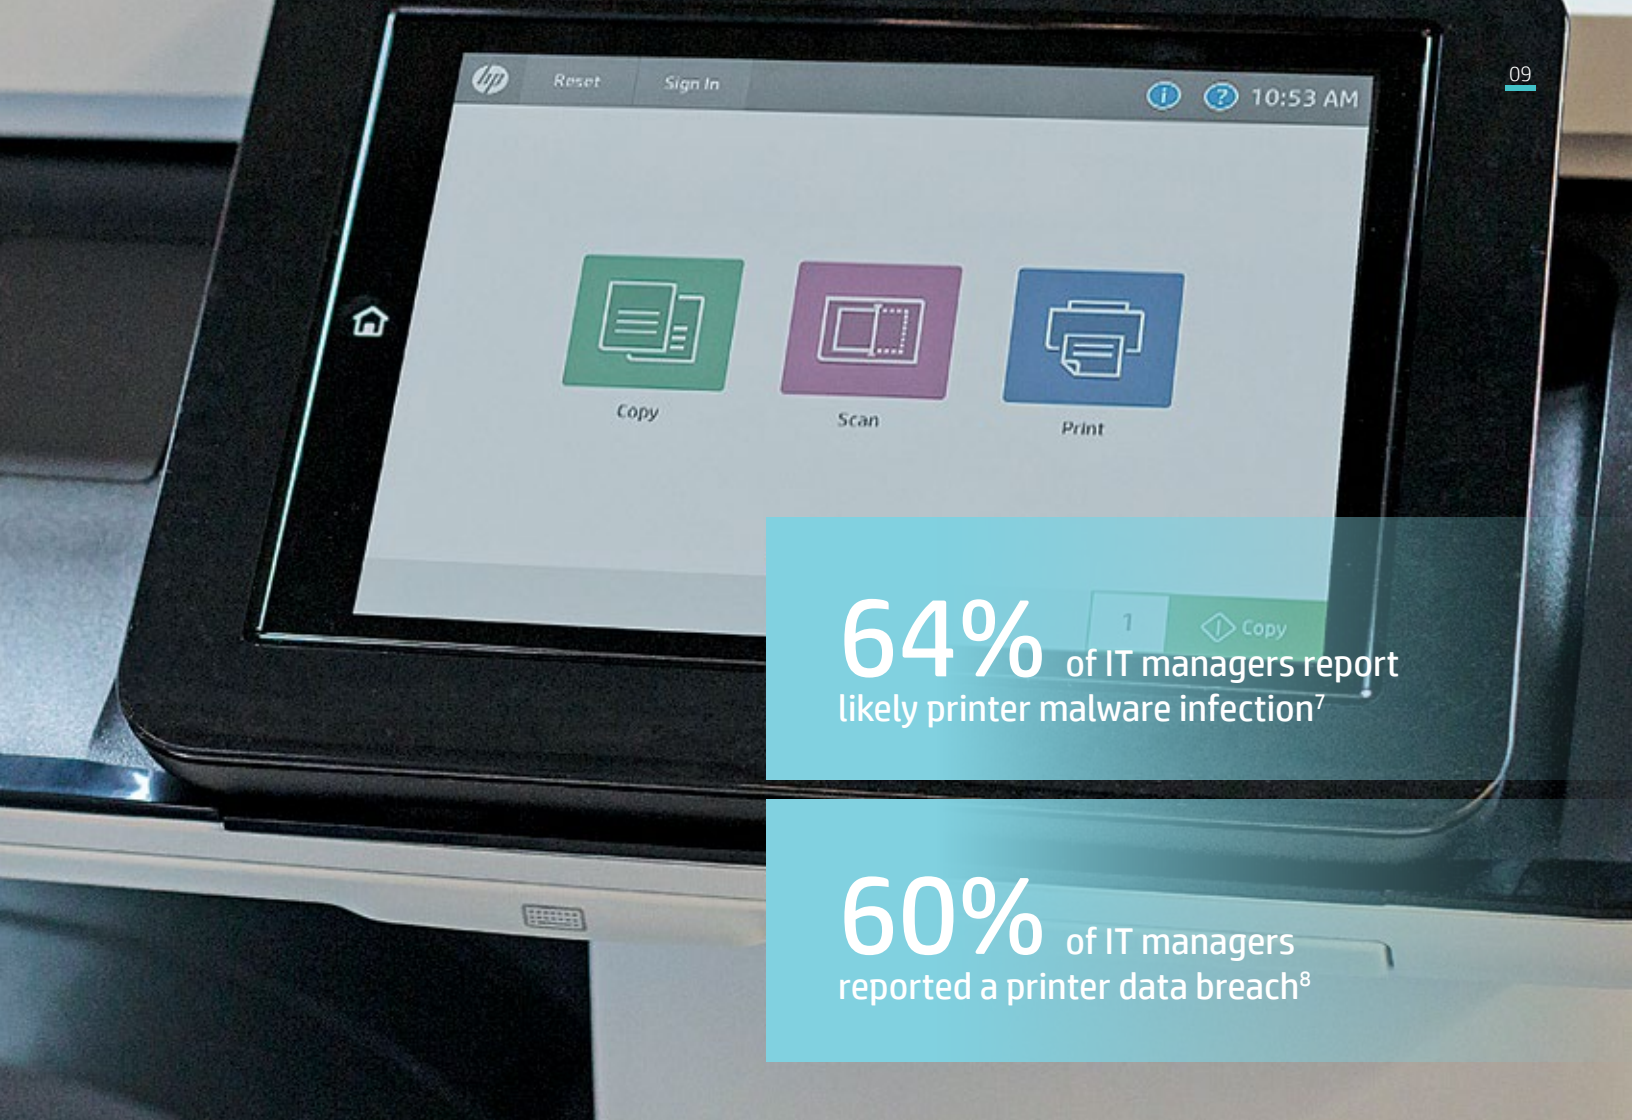 hp Reset Sign In i ? 10:53 AM
09
Copy Scan Print
1 Copy
64% of IT managers report
likely printer malware infection7
60% of IT managers
reported a printer data breach8